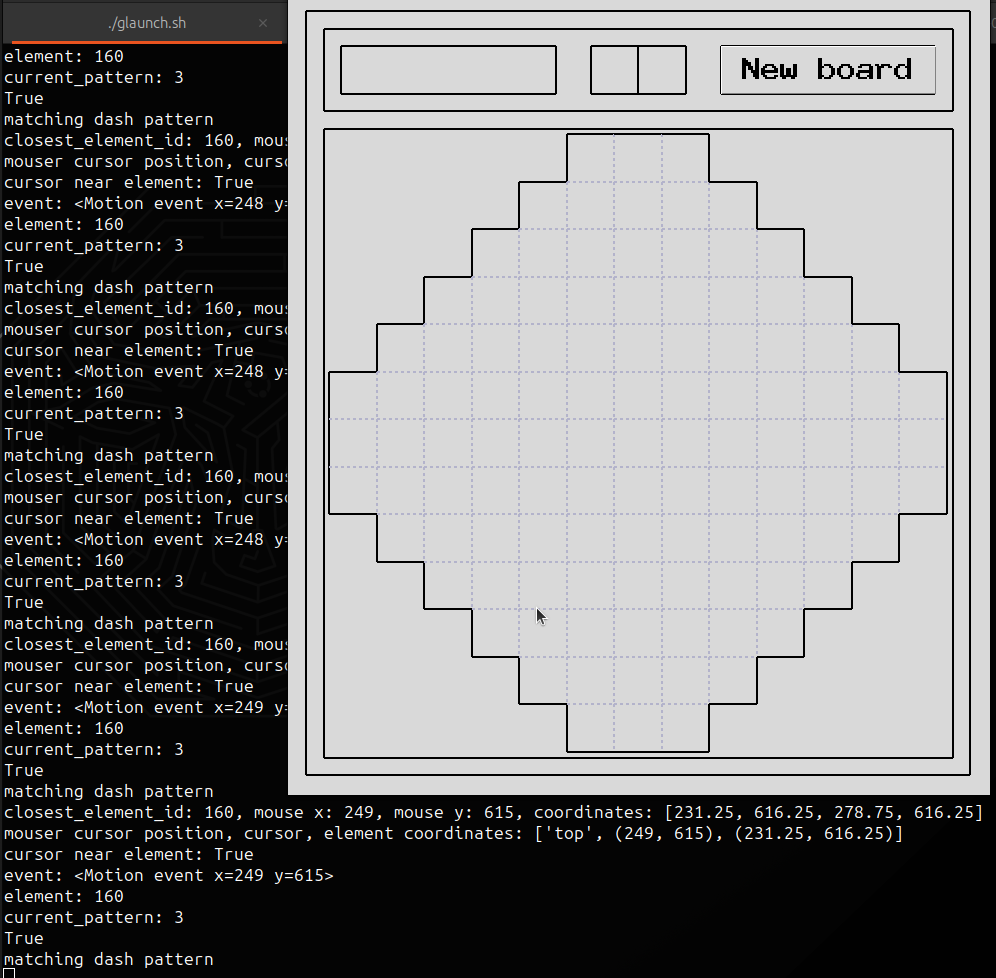 ./glaunch.sh
New board
element: 160
current_pattern: 3
True
matching dash pattern
closest_element_id: 160, mous
mouser cursor position, curso
cursor near element: True
event: <Motion event x=248 y=
element: 160
current_pattern: 3
True
matching dash pattern
closest_element_id: 160, mous
mouser cursor position, curso
cursor near element: True
event: <Motion event x=248 y=
element: 160
current_pattern: 3
True
matching dash pattern
closest_element_id: 160, mous
mouser cursor position, curso
cursor near element: True
event: <Motion event x=248 y=
element: 160
current_pattern: 3
True
matching dash pattern
closest_element_id: 160, mous
mouser cursor position, curso
cursor near element: True
event: <Motion event x=249 y=
element: 160
current_pattern: 3
True
matching dash pattern
closest_element_id: 160, mouse x: 249, mouse y: 615, coordinates: [231.25, 616.25, 278.75, 616.25]
mouser cursor position, cursor, element coordinates: ['top', (249, 615), (231.25, 616.25)]
cursor near element: True
event: <Motion event x=249 y=615>
element: 160
current_pattern: 3
True
matching dash pattern